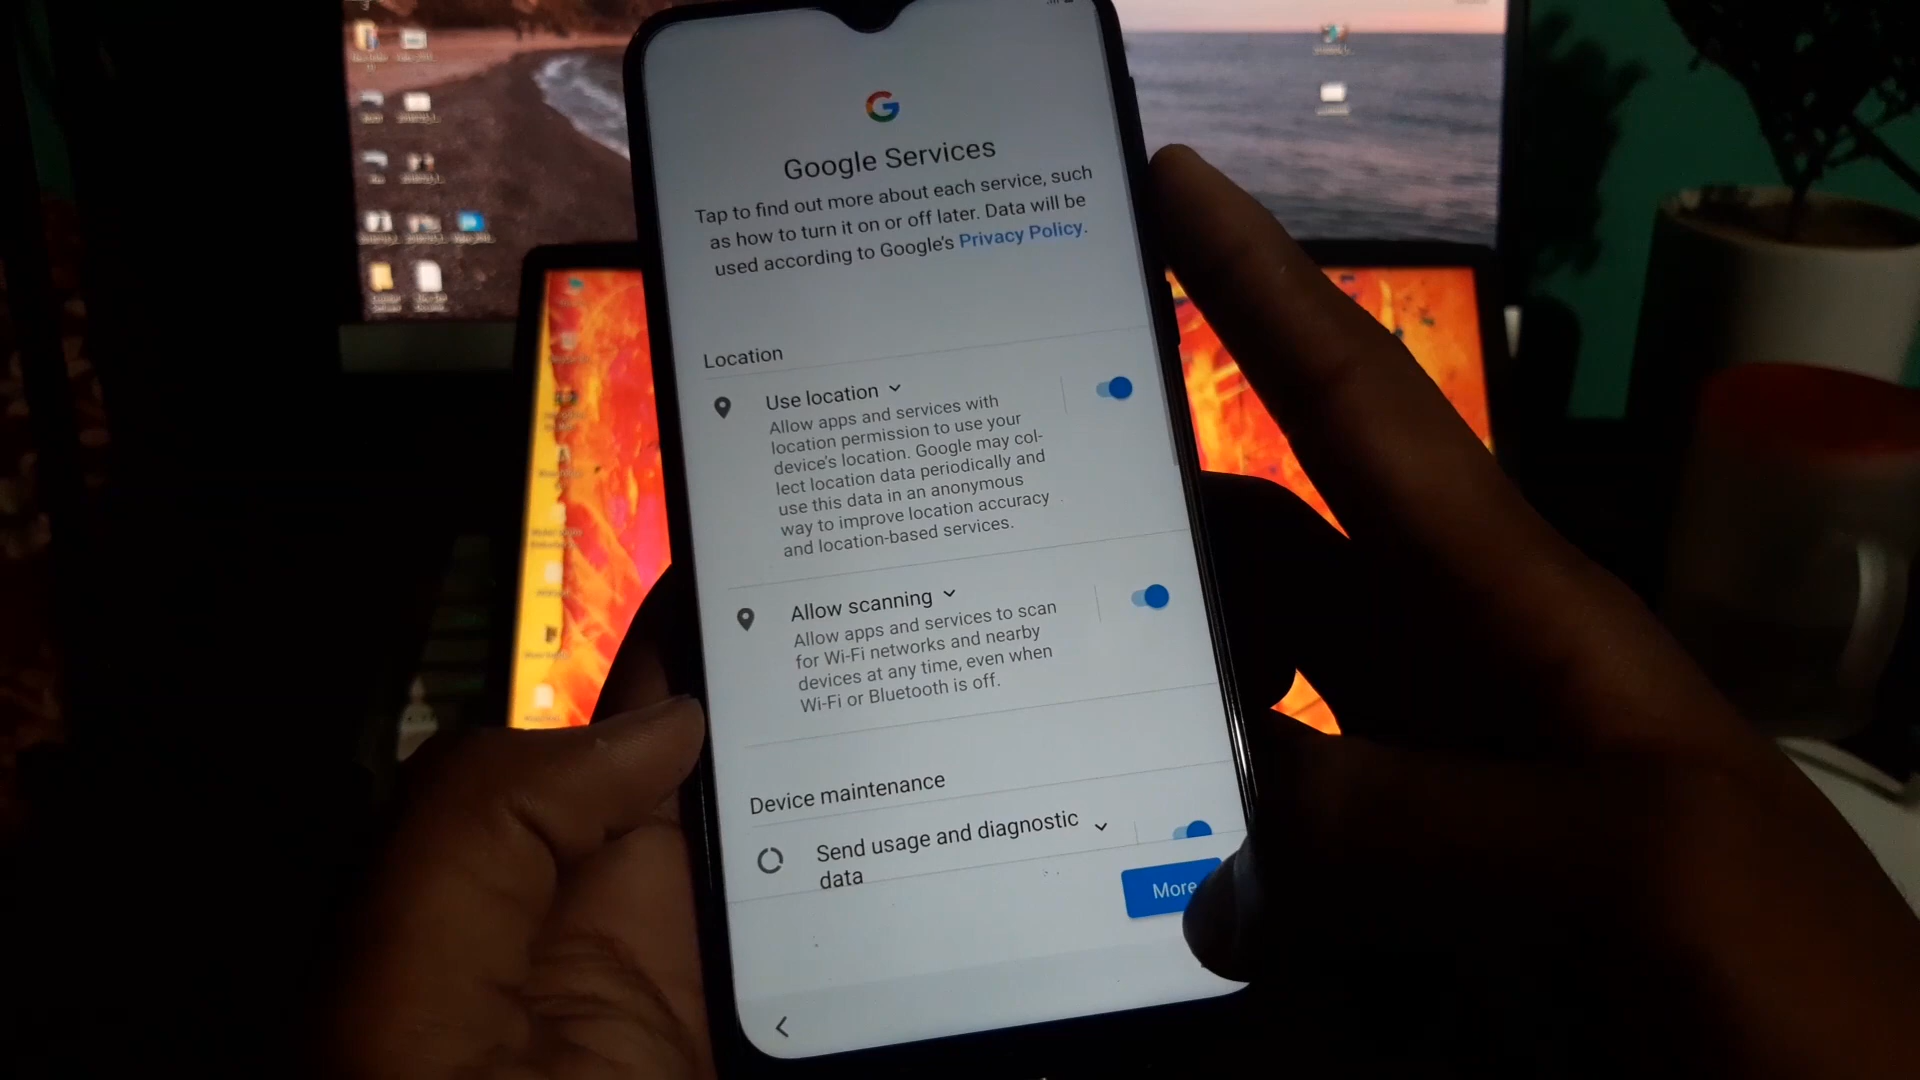 Google Services
Tap to find out more about each service, such
as how to turn it on or off later. Data will be
used according to Google's Privacy Policy.
Location
Use location
Allow apps and services with
location permission to use your
device's location. Google may col-
lect location data periodically and
use this data in an anonymous
way to improve location accuracy
and location-based services.
Allow scanning
Allow apps and services to scan
for Wi-Fi networks and nearby
devices at any time, even when
Wi-Fi or Bluetooth is off.
Device maintenance
Send usage and diagnostic
data
More